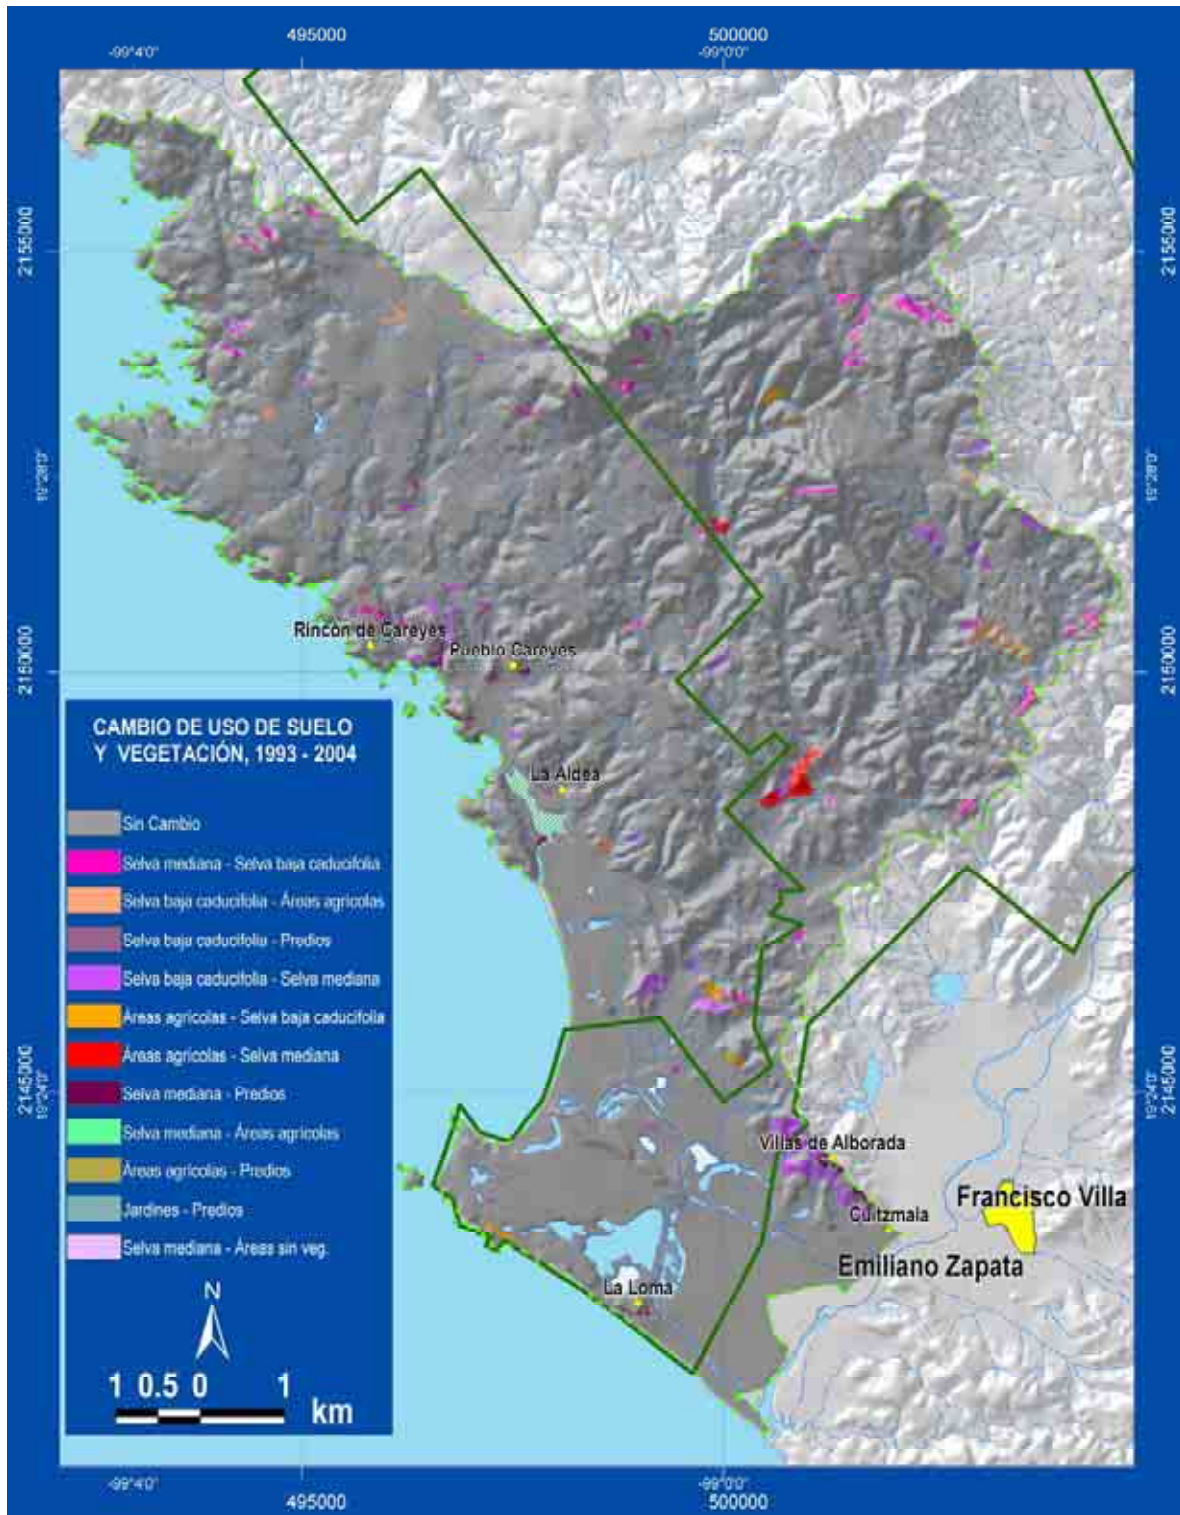 495000
500000
-99°4'0"
-99°0'0"
2155000
2155000
19°28'0"
19°28'0"
Rincón de Careyes
Pueblo Careyes
2150000
2150000
CAMBIO DE USO DE SUELO
Y VEGETACIÓN, 1993 - 2004
La Aldea
Sin Cambio
Selva mediana - Selva baja caducifolia
Selva baja caducifolia - Áreas agrícolas
Selva baja caducifolia - Predios
Selva baja caducifolia - Selva mediana
Áreas agrícolas - Selva baja caducifolia
Áreas agrícolas - Selva mediana
Selva mediana - Predios
Selva mediana - Áreas agrícolas
Áreas agrícolas - Predios
Jardines - Predios
Selva mediana - Áreas sin veg.
2145000
19°24'0"
2145000
19°24'0"
Villas de Alborada
Cuitzmala
Francisco Villa
Emiliano Zapata
La Loma
N
1 0.5 0 1
km
-99°4'0"
-99°0'0"
495000
500000